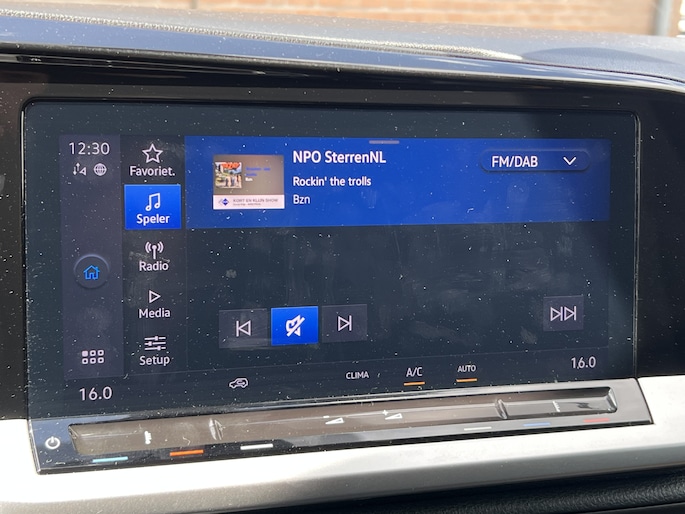 12:30
Favoriet.
NPO SterrenNL
FM/DAB
Rockin' the trolls
Bzn
Speler
Radio
Media
Setup
16.0
CLIMA
A/C
AUTO
16.0